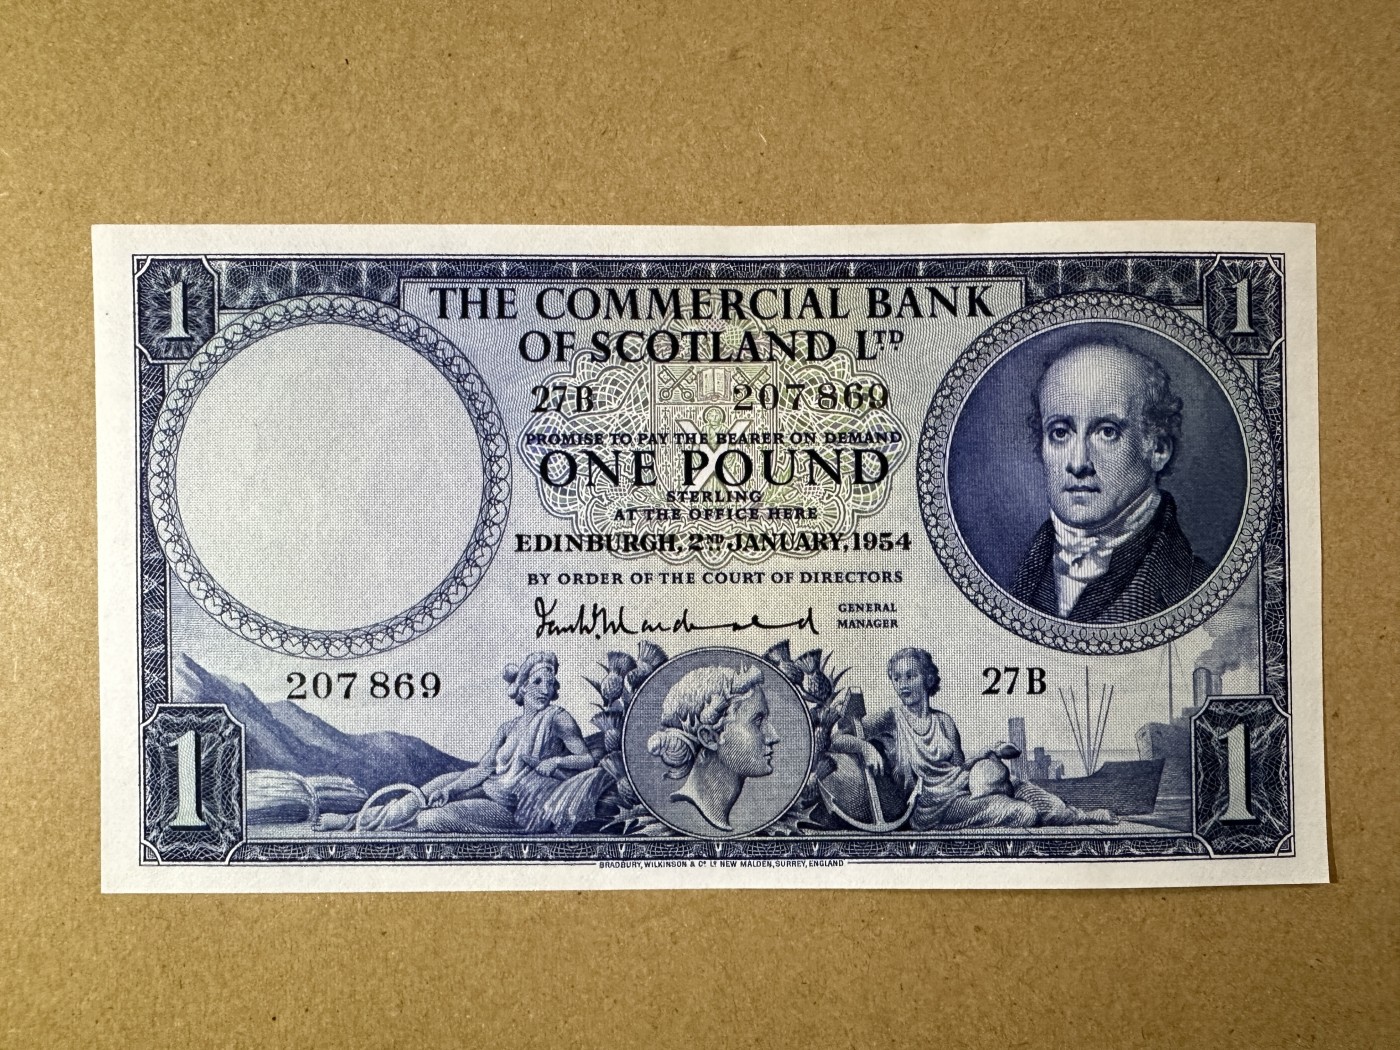 1
1
THE COMMERCIAL BANK
OF SCOTLAND LTD
27B 207869
PROMISE TO PAY THE BEARER ON DEMAND
ONE POUND
STERLING
AT THE OFFICE HERE
EDINBURGH, 2ND JANUARY, 1954
BY ORDER OF THE COURT OF DIRECTORS
GENERAL
MANAGER
207869
27B
1
1
BRADBURY, WILKINSON & Co. Ld. NEW MALDEN, SURREY, ENGLAND